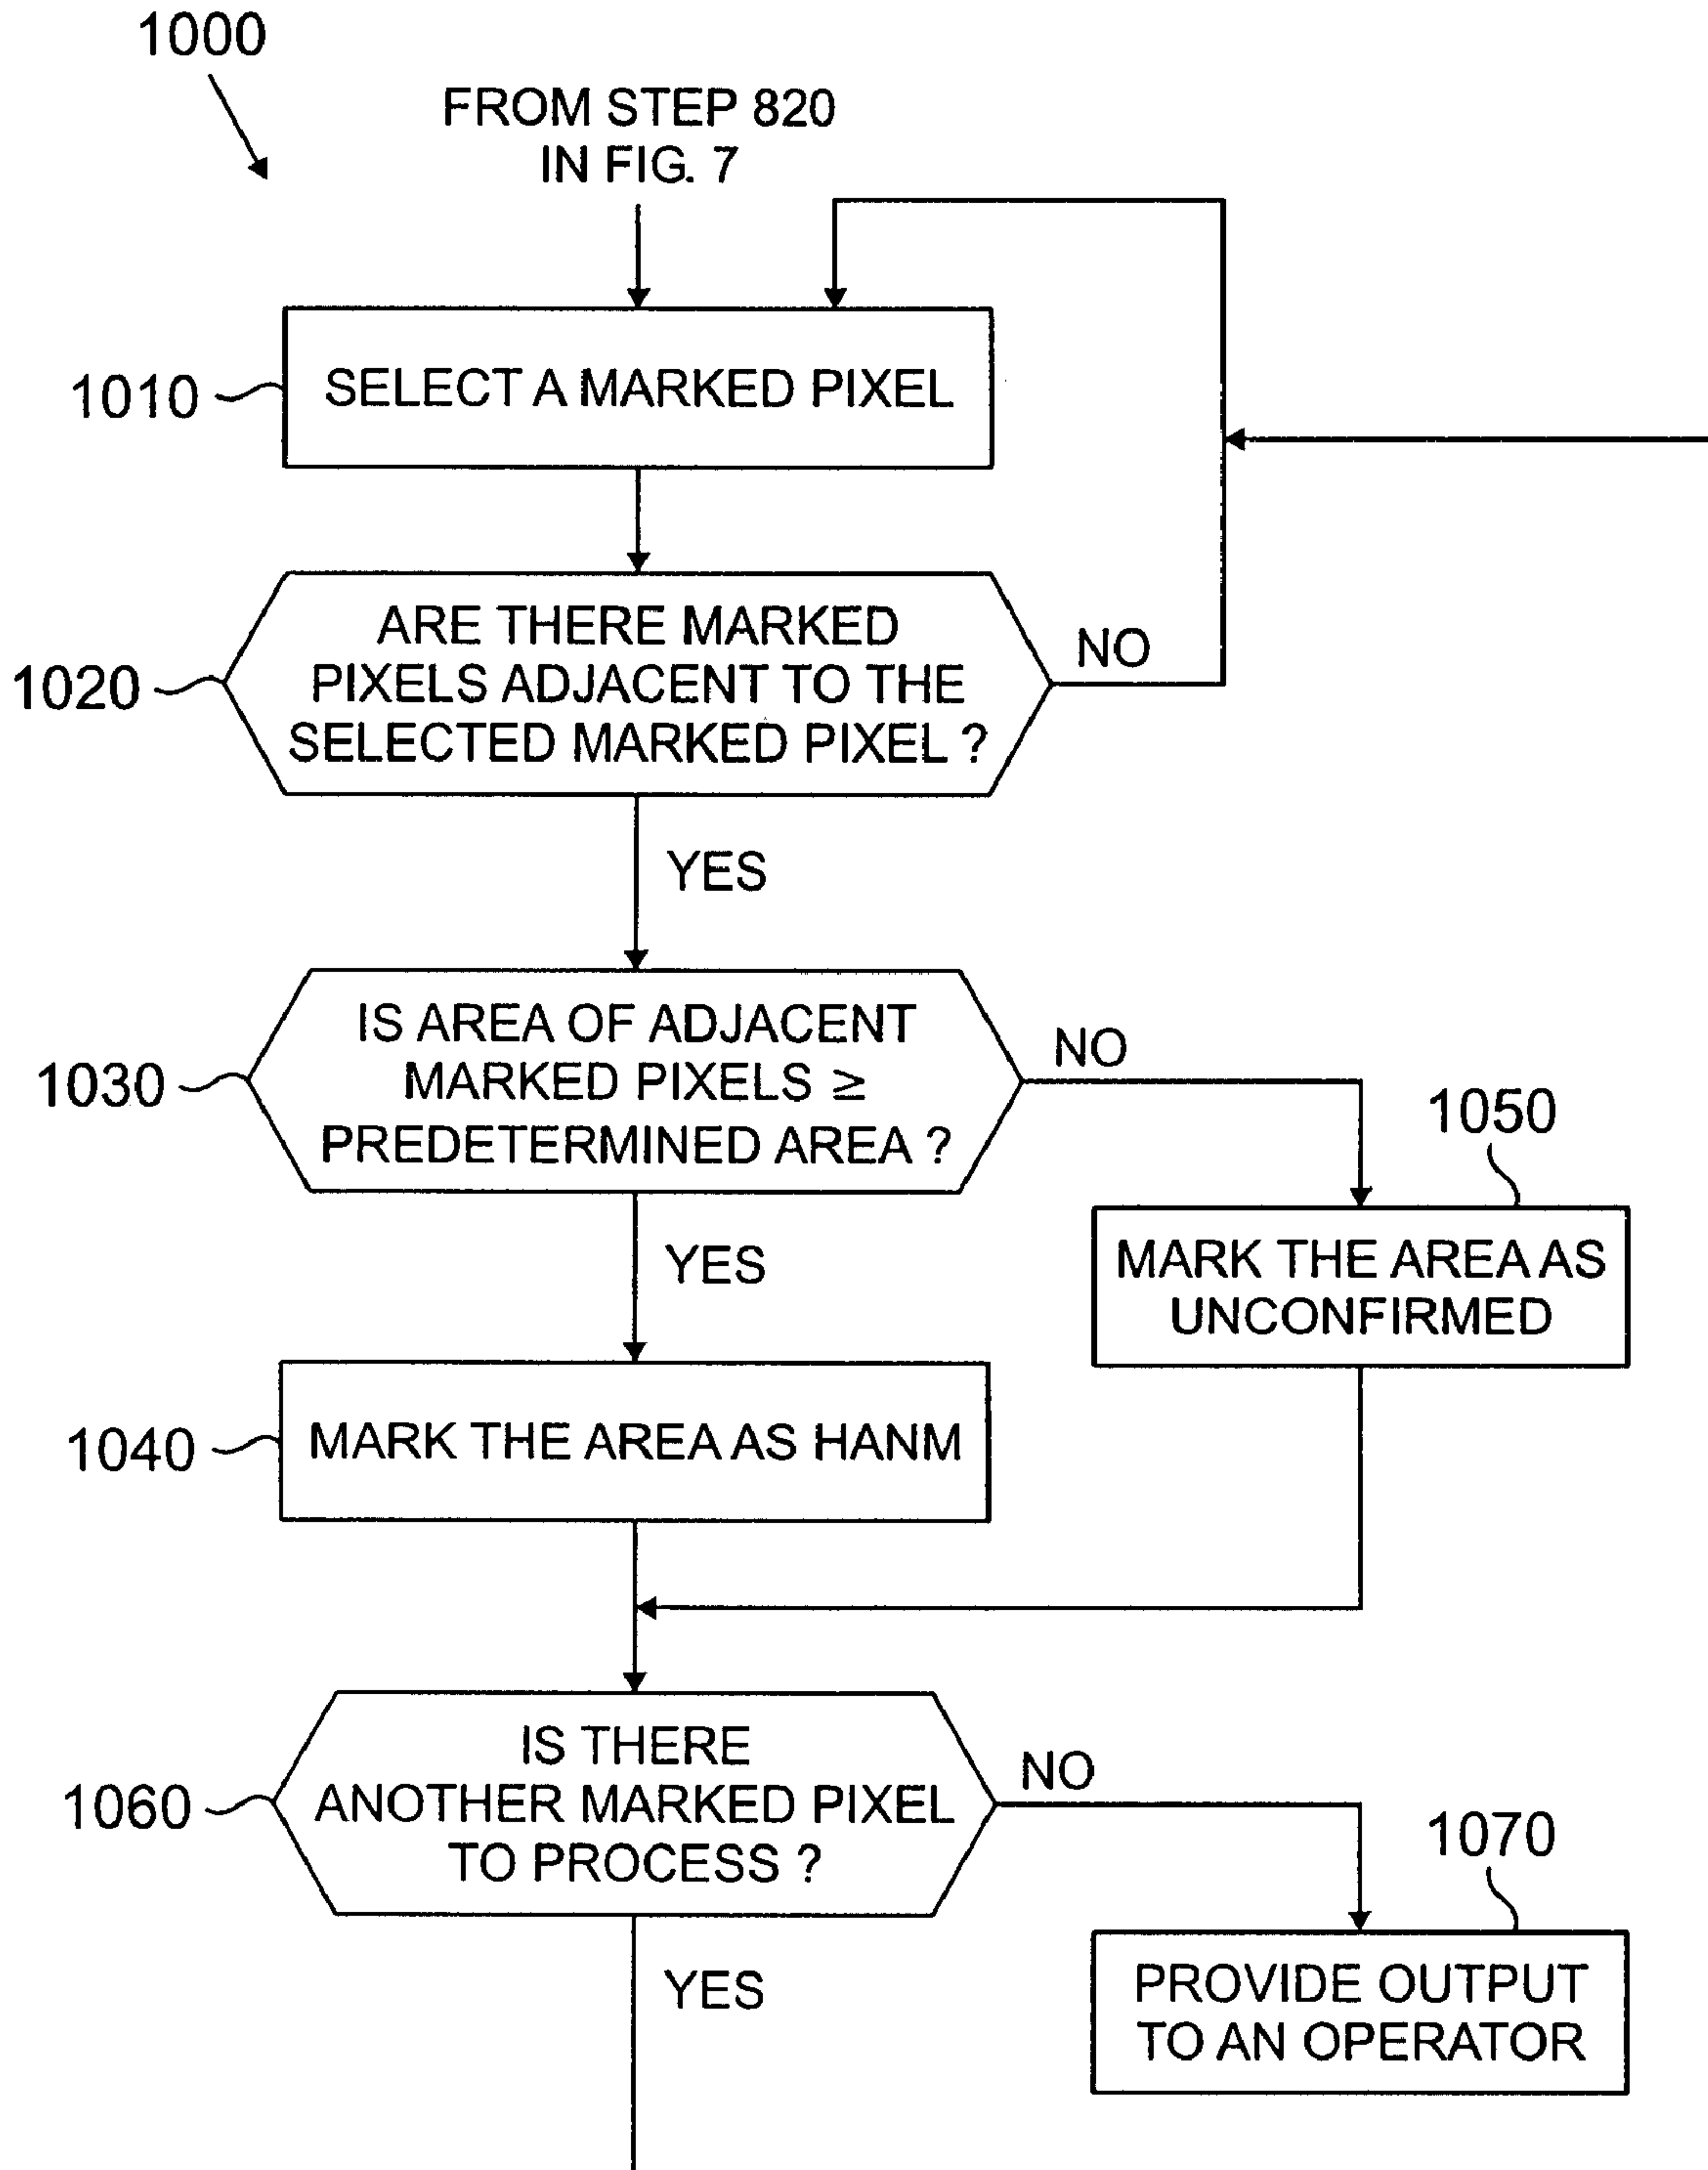 1000
FROM STEP 820
IN FIG. 7
1010
SELECT A MARKED PIXEL
1020
ARE THERE MARKED
PIXELS ADJACENT TO THE
SELECTED MARKED PIXEL ?
NO
YES
1030
IS AREA OF ADJACENT
MARKED PIXELS ≥
PREDETERMINED AREA ?
NO
1050
MARK THE AREA AS
UNCONFIRMED
YES
1040
MARK THE AREA AS HANM
1060
IS THERE
ANOTHER MARKED PIXEL
TO PROCESS ?
NO
1070
PROVIDE OUTPUT
TO AN OPERATOR
YES